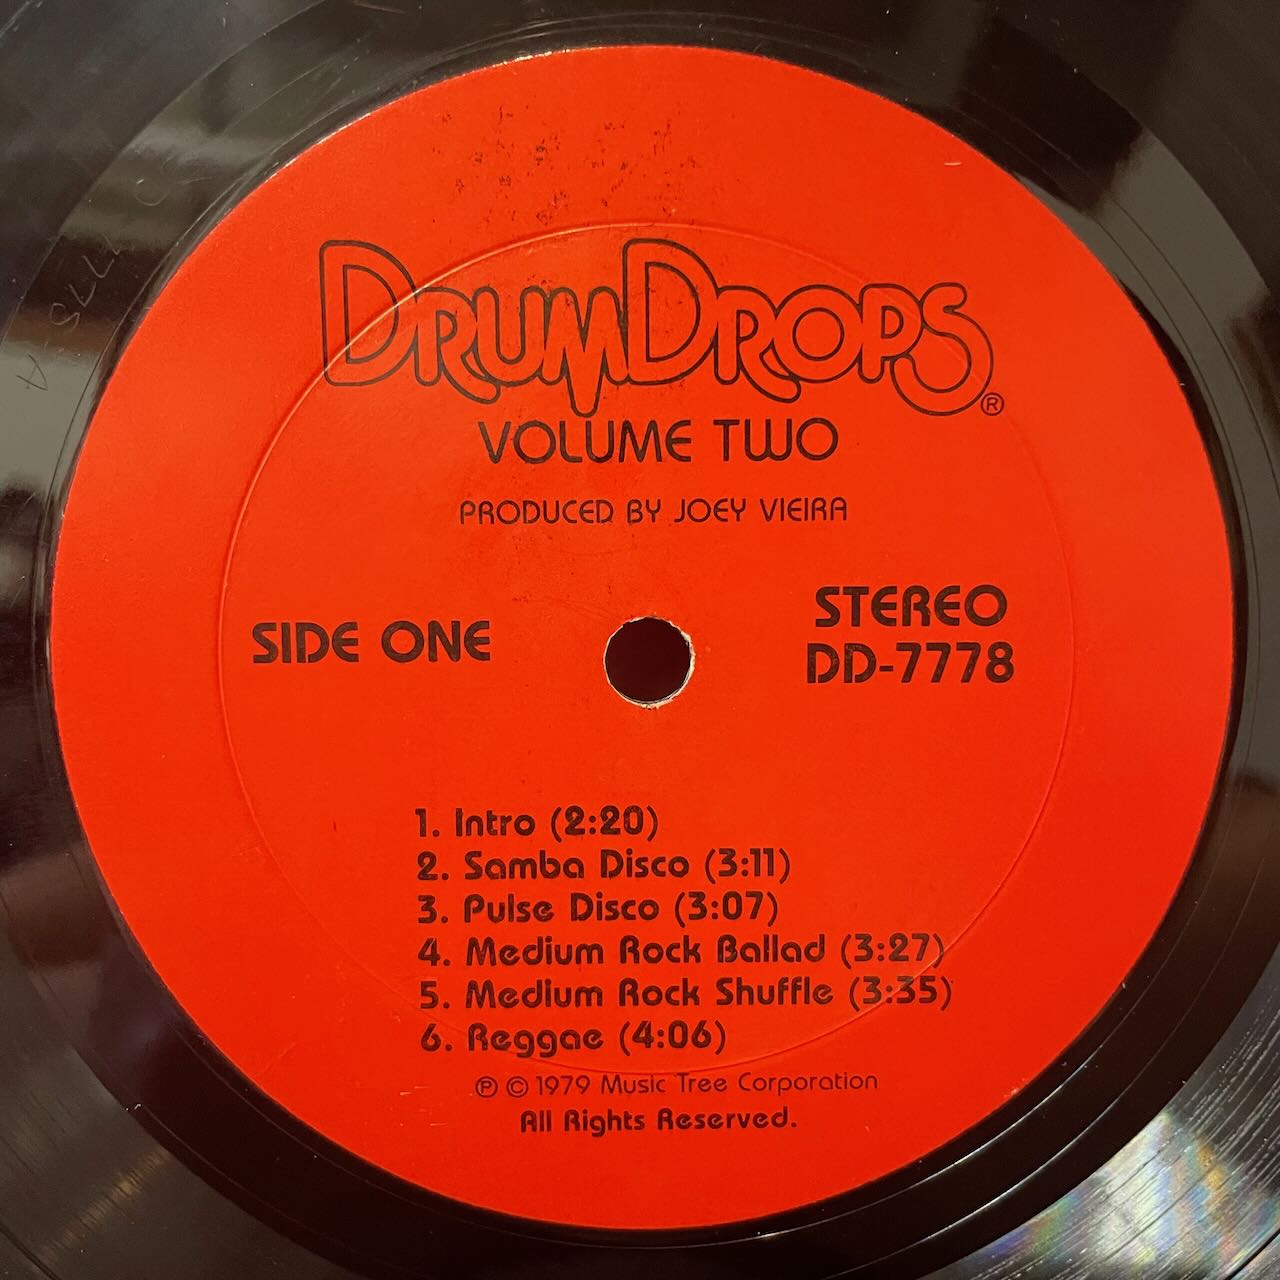 DRUMDROPS®
VOLUME TWO
PRODUCED BY JOEY VIEIRA
SIDE ONE
STEREO
DD-7778
1. Intro (2:20)
2. Samba Disco (3:11)
3. Pulse Disco (3:07)
4. Medium Rock Ballad (3:27)
5. Medium Rock Shuffle (3:35)
6. Reggae (4:06)
℗ © 1979 Music Tree Corporation
All Rights Reserved.